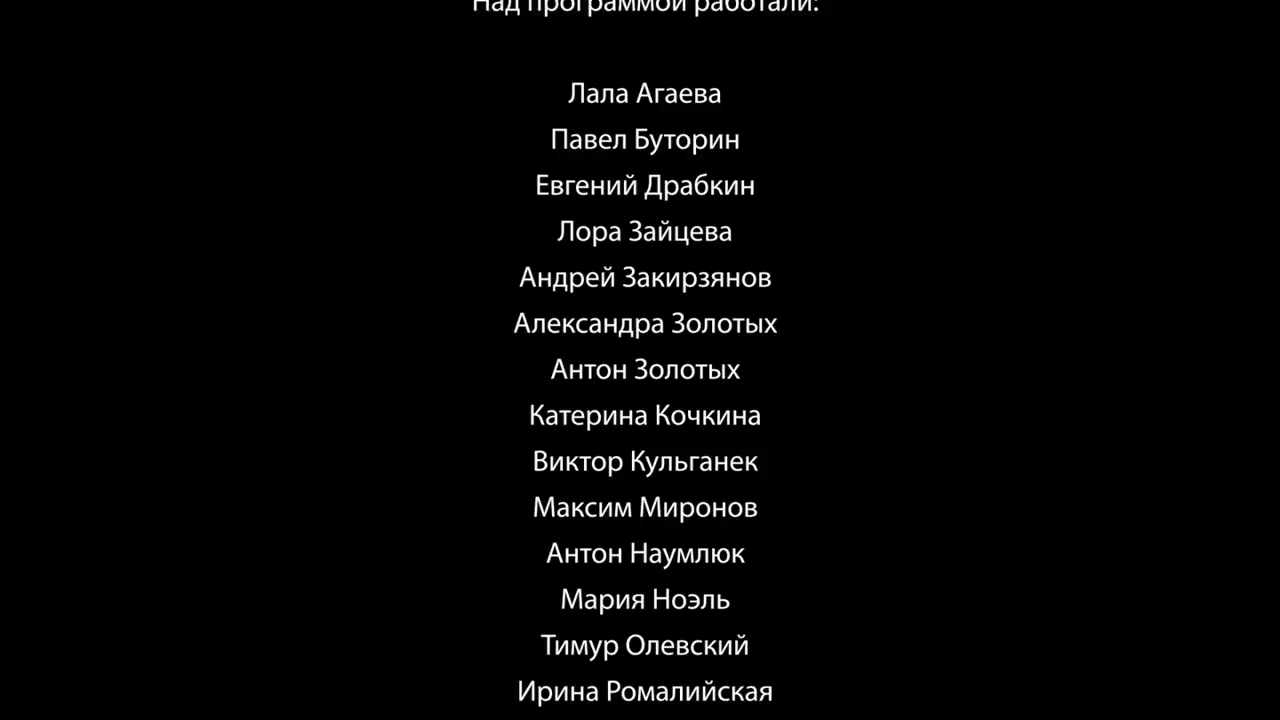 Над программой работали:
Лала Агаева
Павел Буторин
Евгений Драбкин
Лора Зайцева
Андрей Закирзянов
Александра Золотых
Антон Золотых
Катерина Кочкина
Виктор Кульганек
Максим Миронов
Антон Наумлюк
Мария Ноэль
Тимур Олевский
Ирина Ромалийская